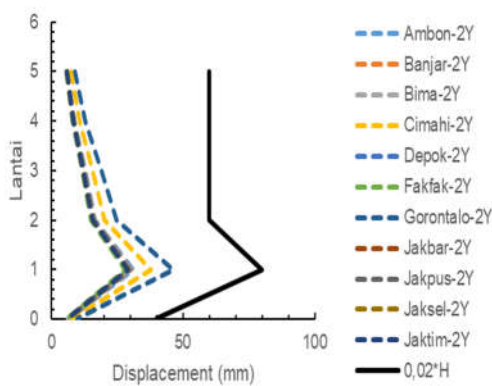 6
5
4
3
2
1
0
Lantai
0
50
100
Displacement (mm)
Ambon-2Y
Banjar-2Y
Bima-2Y
Cimahi-2Y
Depok-2Y
Fakfak-2Y
Gorontalo-2Y
Jakbar-2Y
Jakpus-2Y
Jaksel-2Y
Jaktim-2Y
0,02*H